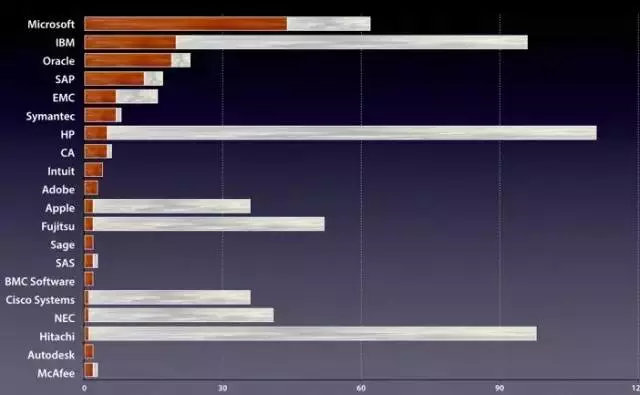 Microsoft
IBM
Oracle
SAP
EMC
Symantec
HP
CA
Intuit
Adobe
Apple
Fujitsu
Sage
SAS
BMC Software
Cisco Systems
NEC
Hitachi
Autodesk
McAfee
0 30 60 90